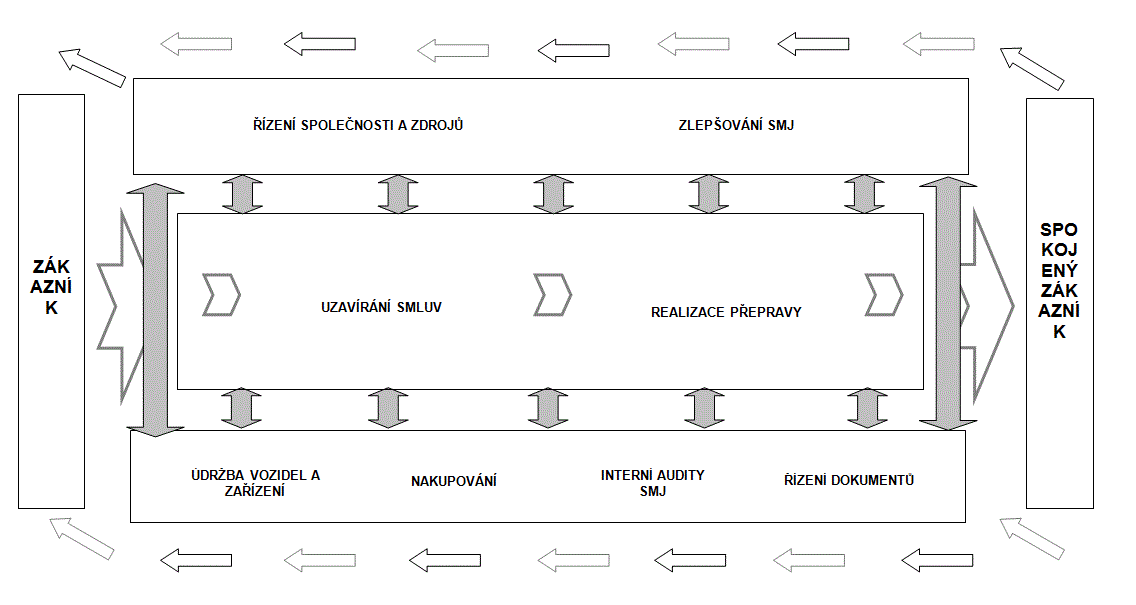 ŘÍZENÍ SPOLEČNOSTI A ZDROJŮ
ZLEPŠOVÁNÍ SMJ
ZÁK
AZNÍ
K
UZAVÍRÁNÍ SMLUV
REALIZACE PŘEPRAVY
SPO
KOJ
ENÝ
ZÁK
AZNÍ
K
ÚDRŽBA VOZIDEL A
ZAŘÍZENÍ
NAKUPOVÁNÍ
INTERNÍ AUDITY
SMJ
ŘÍZENÍ DOKUMENTŮ